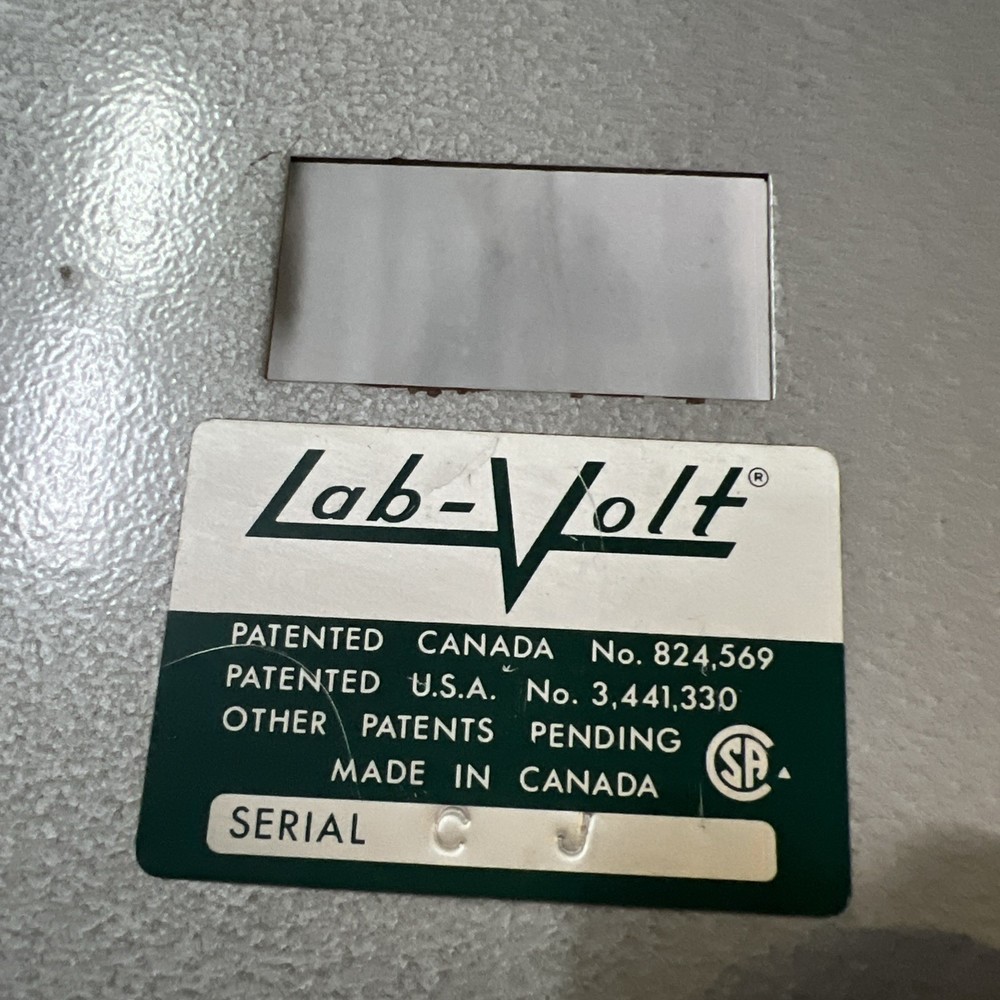 Lab-Volt®
PATENTED CANADA No. 824,569
PATENTED U.S.A. No. 3,441,330
OTHER PATENTS PENDING
MADE IN CANADA
SA
SERIAL C J